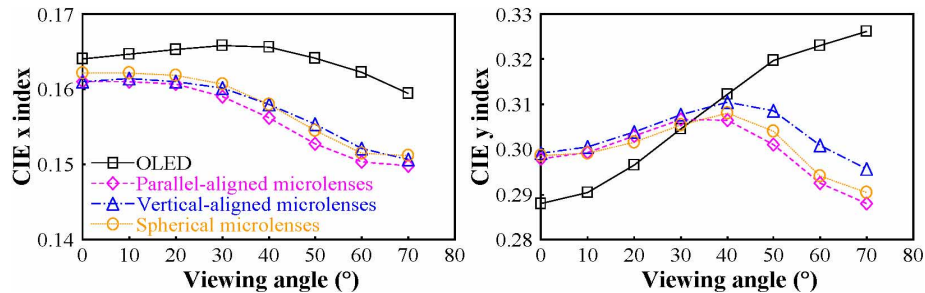 0.17
0.16
0.15
0.14
CIE x index
OLED
Parallel-aligned microlenses
Vertical-aligned microlenses
Spherical microlenses
0 10 20 30 40 50 60 70 80
Viewing angle (°)
0.33
0.32
0.31
0.30
0.29
0.28
CIE y index
0 10 20 30 40 50 60 70 80
Viewing angle (°)